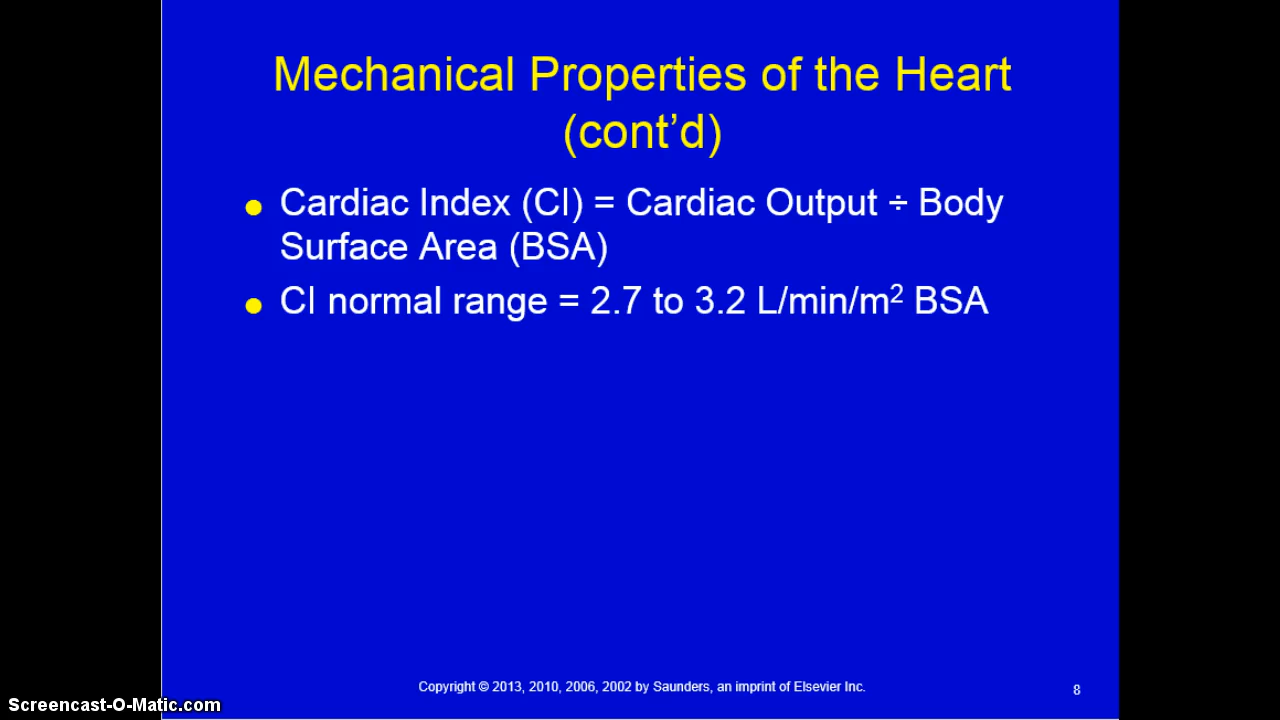 Mechanical Properties of the Heart
(cont’d)
● Cardiac Index (CI) = Cardiac Output ÷ Body
Surface Area (BSA)
● CI normal range = 2.7 to 3.2 L/min/m² BSA
Copyright © 2013, 2010, 2006, 2002 by Saunders, an imprint of Elsevier Inc.
8
Screencast-O-Matic.com